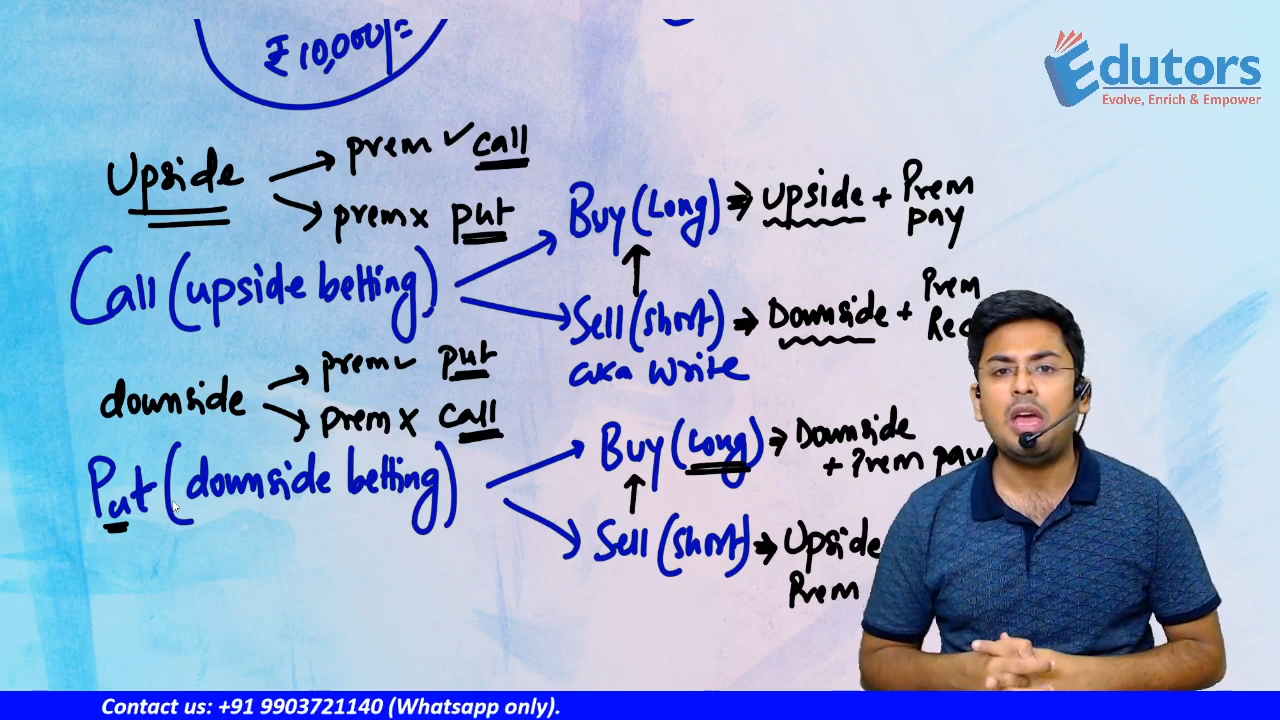 ₹10,000/=
Edutors
Evolve, Enrich & Empower
Upside
prem ✓ call
prem x put
Call (upside betting)
Buy (Long) ⇒ Upside + Prem
pay
Sell (short) ⇒ Downside + Prem
aka write
downside
prem ✓ put
prem x call
Put (downside betting)
Buy (Long) ⇒ Downside
+ Prem pay
Sell (short) ⇒ Upside
Prem
Contact us: +91 9903721140 (Whatsapp only).